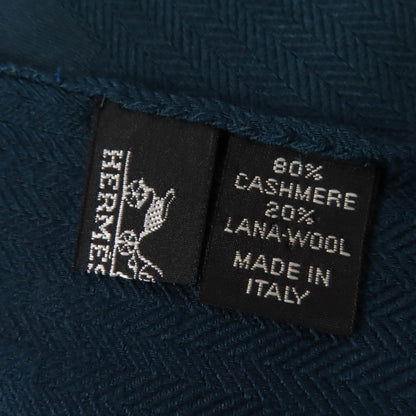 HERMES
80%
CASHMERE
20%
LANA-WOOL
MADE IN
ITALY